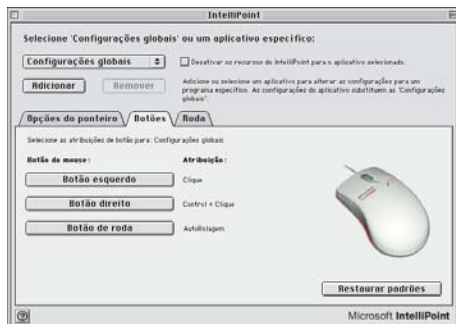 IntelliPoint
Selecione 'Configurações globais' ou um aplicativo específico:
Configurações globais
Desativar os recursos do IntelliPoint para o aplicativo selecionado.
Adicionar
Remover
Adicione ou selecione um aplicativo para alterar as configurações para um
programa específico. As configurações do aplicativo substituem as 'Configurações
globais'.
Opções do ponteiro
Botões
Roda
Selecione as atribuições de botão para: Configurações globais
Botão do mouse:
Atribuição:
Botão esquerdo
Clique
Botão direito
Control + Clique
Botão de roda
AutoRolagem
Restaurar padrões
?
Microsoft IntelliPoint